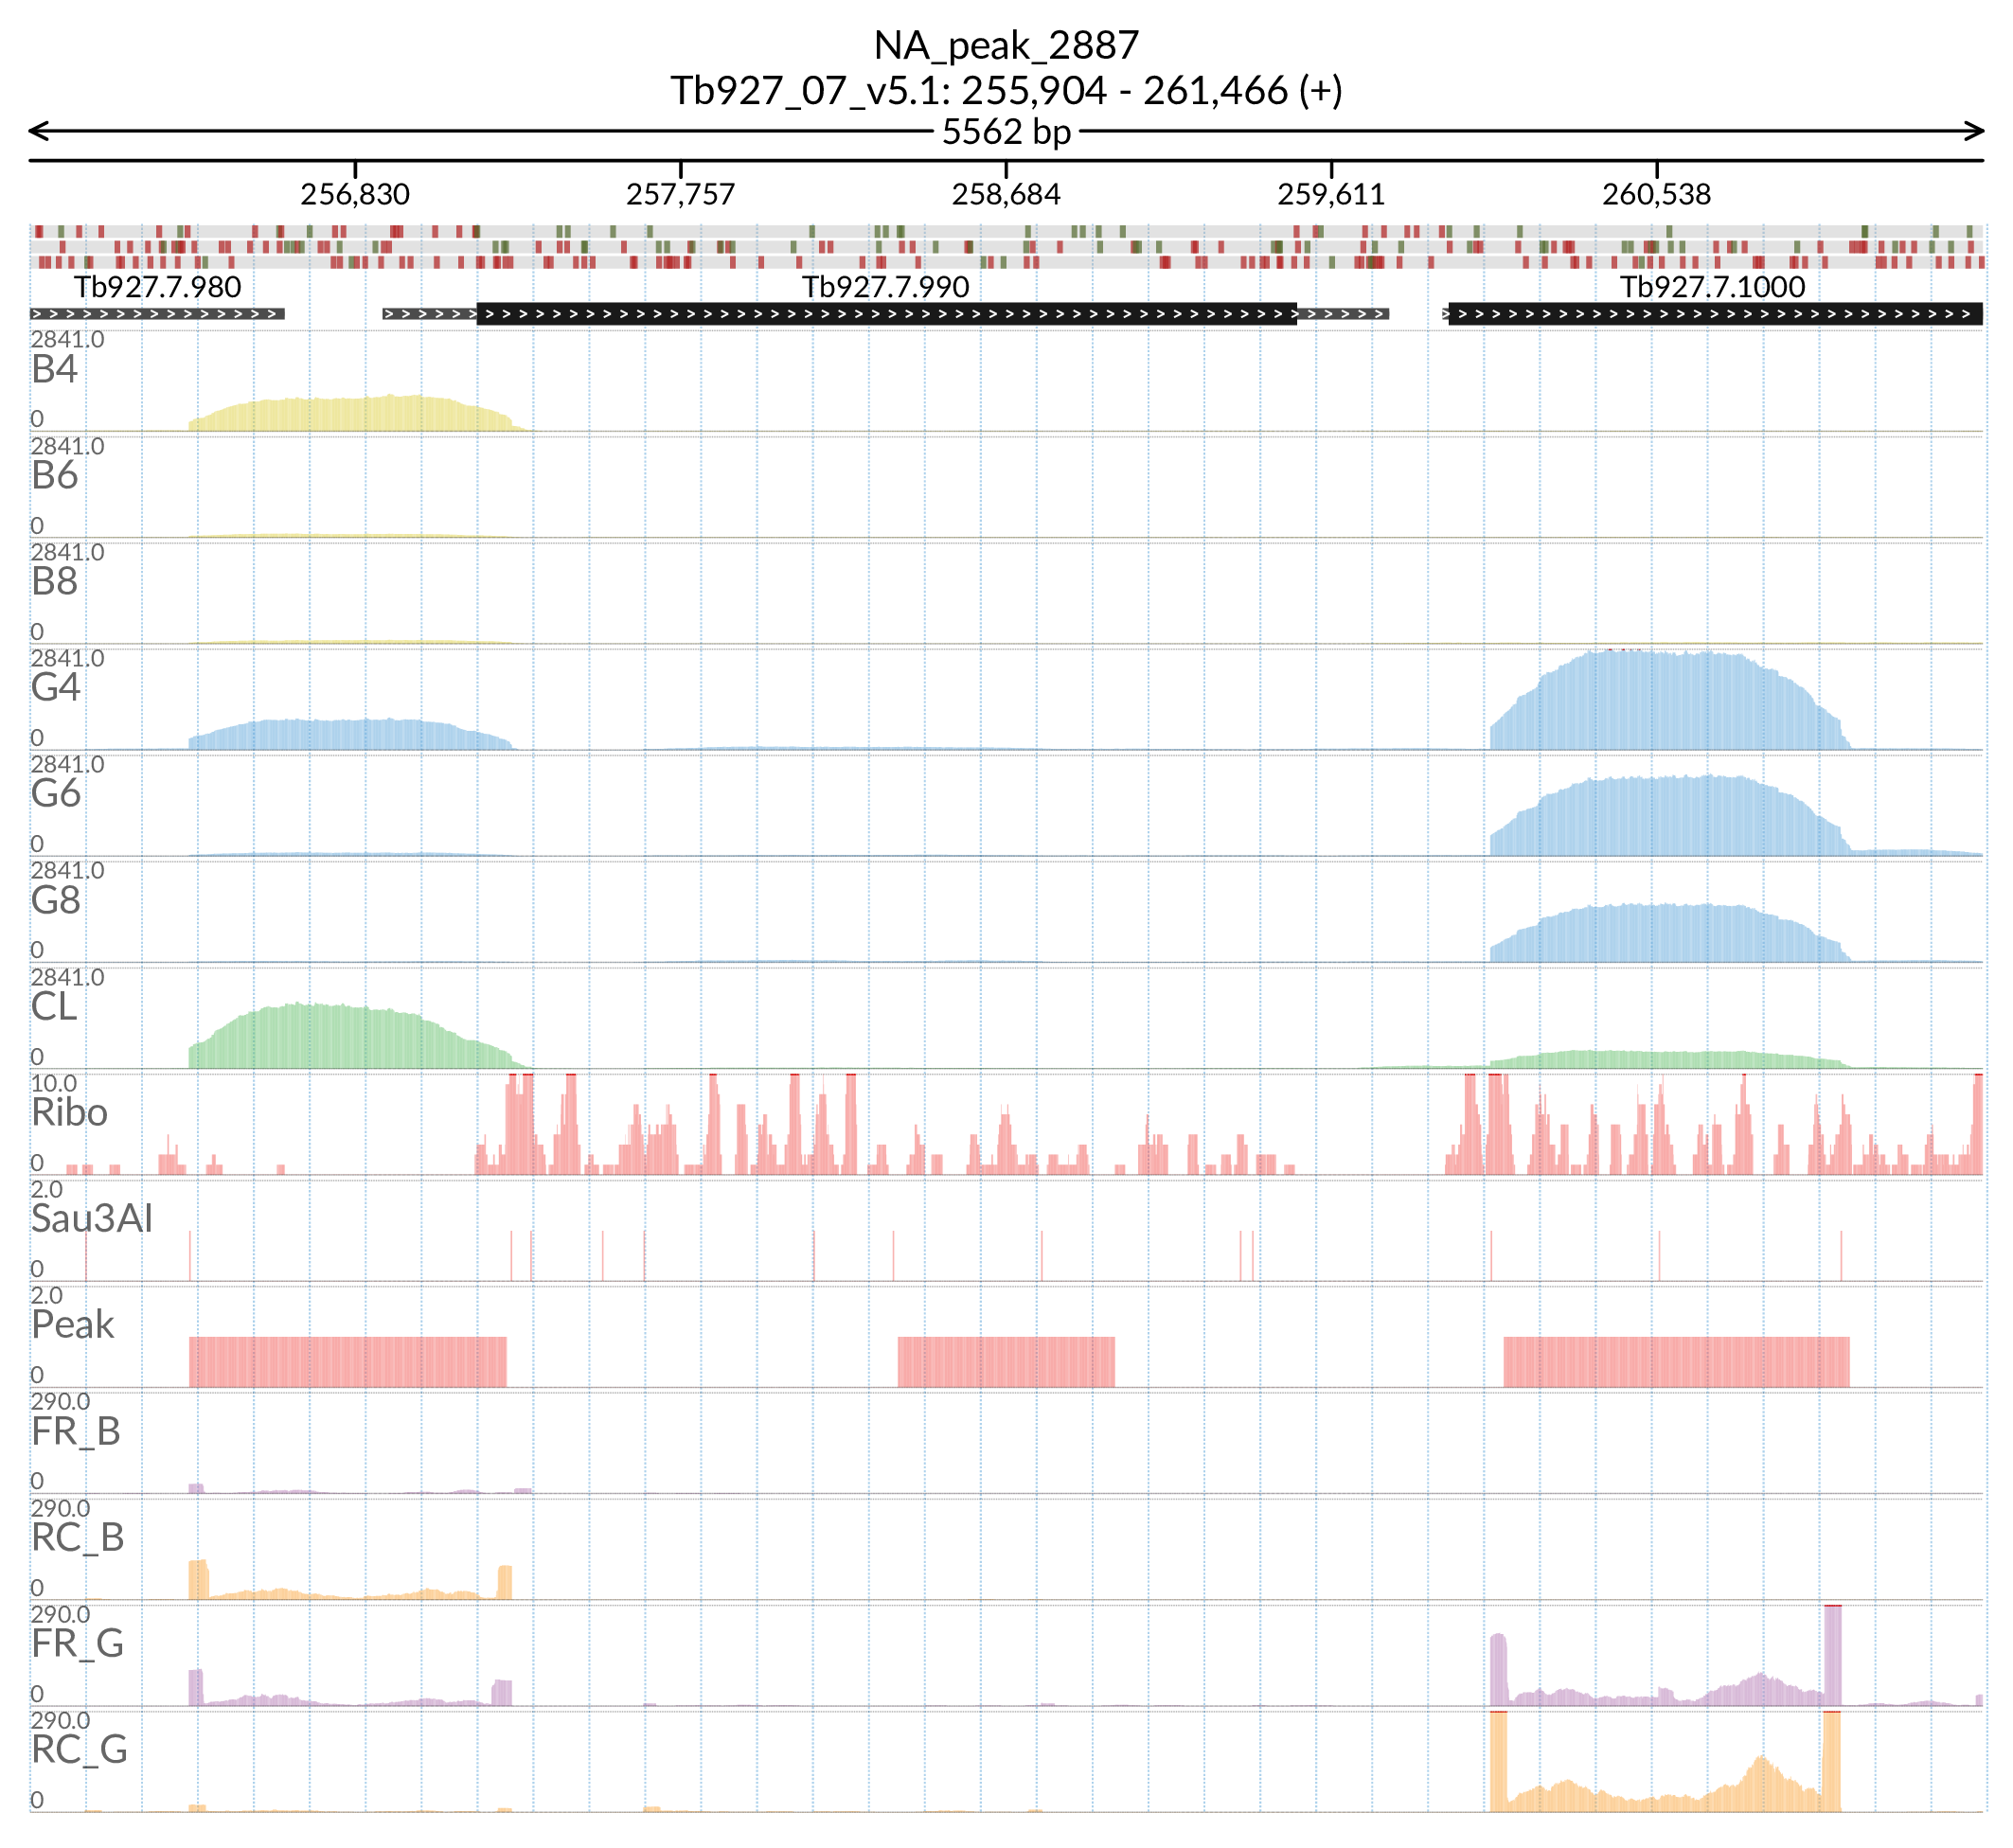 NA_peak_2887
Tb927_07_v5.1: 255,904 - 261,466 (+)
5562 bp
256,830 257,757 258,684 259,611 260,538
Tb927.7.980 Tb927.7.990 Tb927.7.1000
2841.0
B4
0
2841.0
B6
0
2841.0
B8
0
2841.0
G4
0
2841.0
G6
0
2841.0
G8
0
2841.0
CL
0
10.0
Ribo
0
2.0
Sau3AI
0
2.0
Peak
0
290.0
FR_B
0
290.0
RC_B
0
290.0
FR_G
0
290.0
RC_G
0